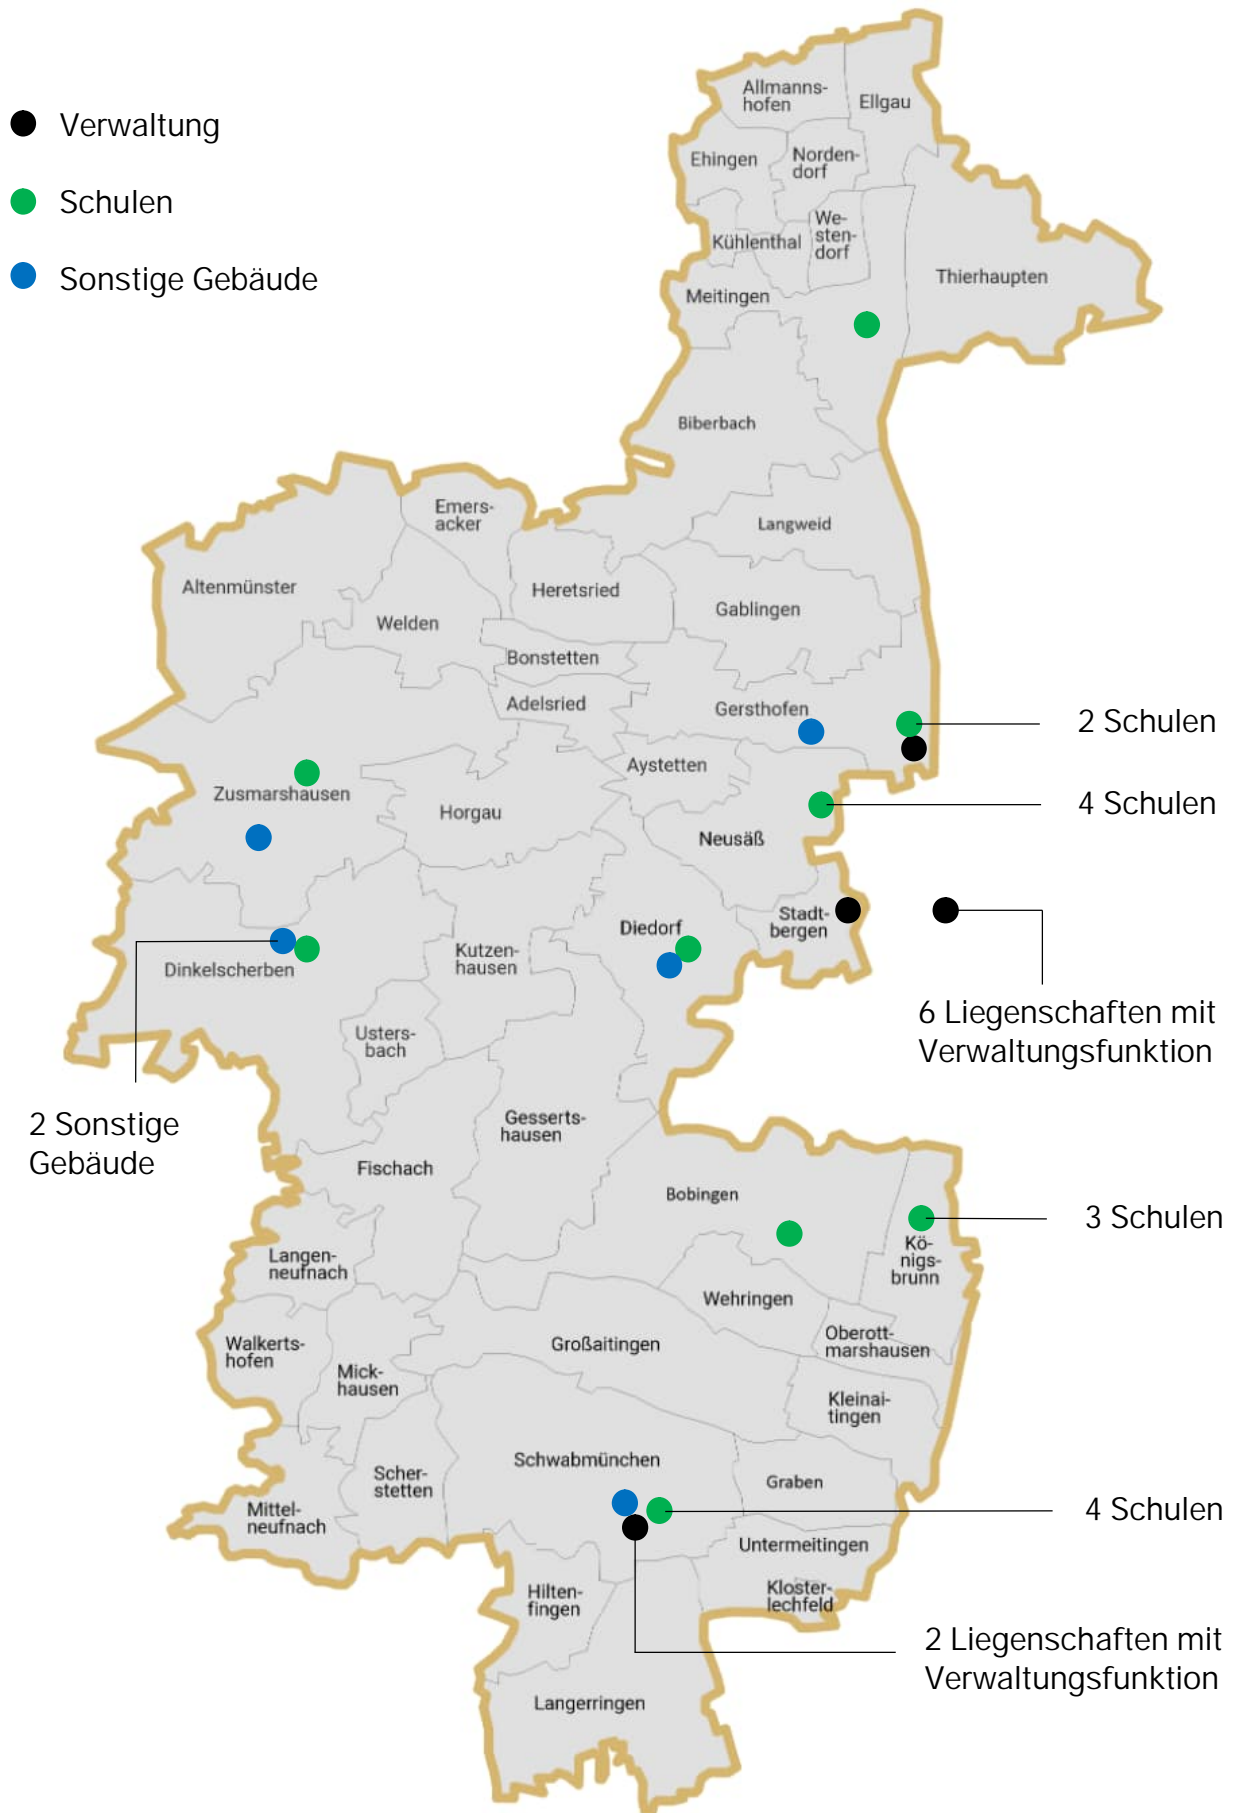 Verwaltung
Schulen
Sonstige Gebäude
Allmanns-
hofen
Ellgau
Ehingen
Norden-
dorf
We-
sten-
dorf
Kühlenthal
Thierhaupten
Meitingen
Biberbach
Emers-
acker
Langweid
Altenmünster
Heretsried
Gablingen
Welden
Bonstetten
Adelsried
Gersthofen
2 Schulen
Aystetten
Zusmarshausen
Horgau
4 Schulen
Neusäß
Stadt-
bergen
Diedorf
Kutzen-
hausen
Dinkelscherben
6 Liegenschaften mit
Verwaltungsfunktion
Usters-
bach
2 Sonstige
Gebäude
Gesserts-
hausen
Fischach
Bobingen
3 Schulen
Kö-
nigs-
brunn
Langen-
neufnach
Wehringen
Oberott-
marshausen
Walkerts-
hofen
Großaitingen
Mick-
hausen
Kleinai-
tingen
Schwabmünchen
Scher-
stetten
Graben
4 Schulen
Mittel-
neufnach
Untermeitingen
Hilten-
fingen
Kloster-
lechfeld
2 Liegenschaften mit
Verwaltungsfunktion
Langerringen